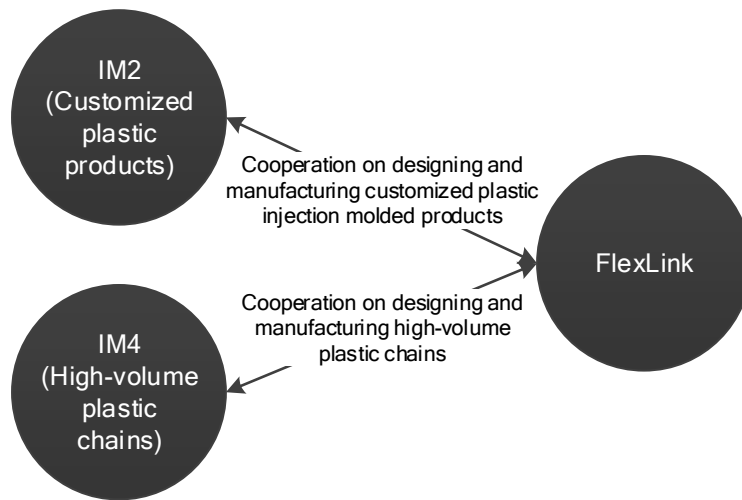 IM2
(Customized
plastic
products)
Cooperation on designing and
manufacturing customized plastic
injection molded products
FlexLink
Cooperation on designing and
manufacturing high-volume
plastic chains
IM4
(High-volume
plastic
chains)